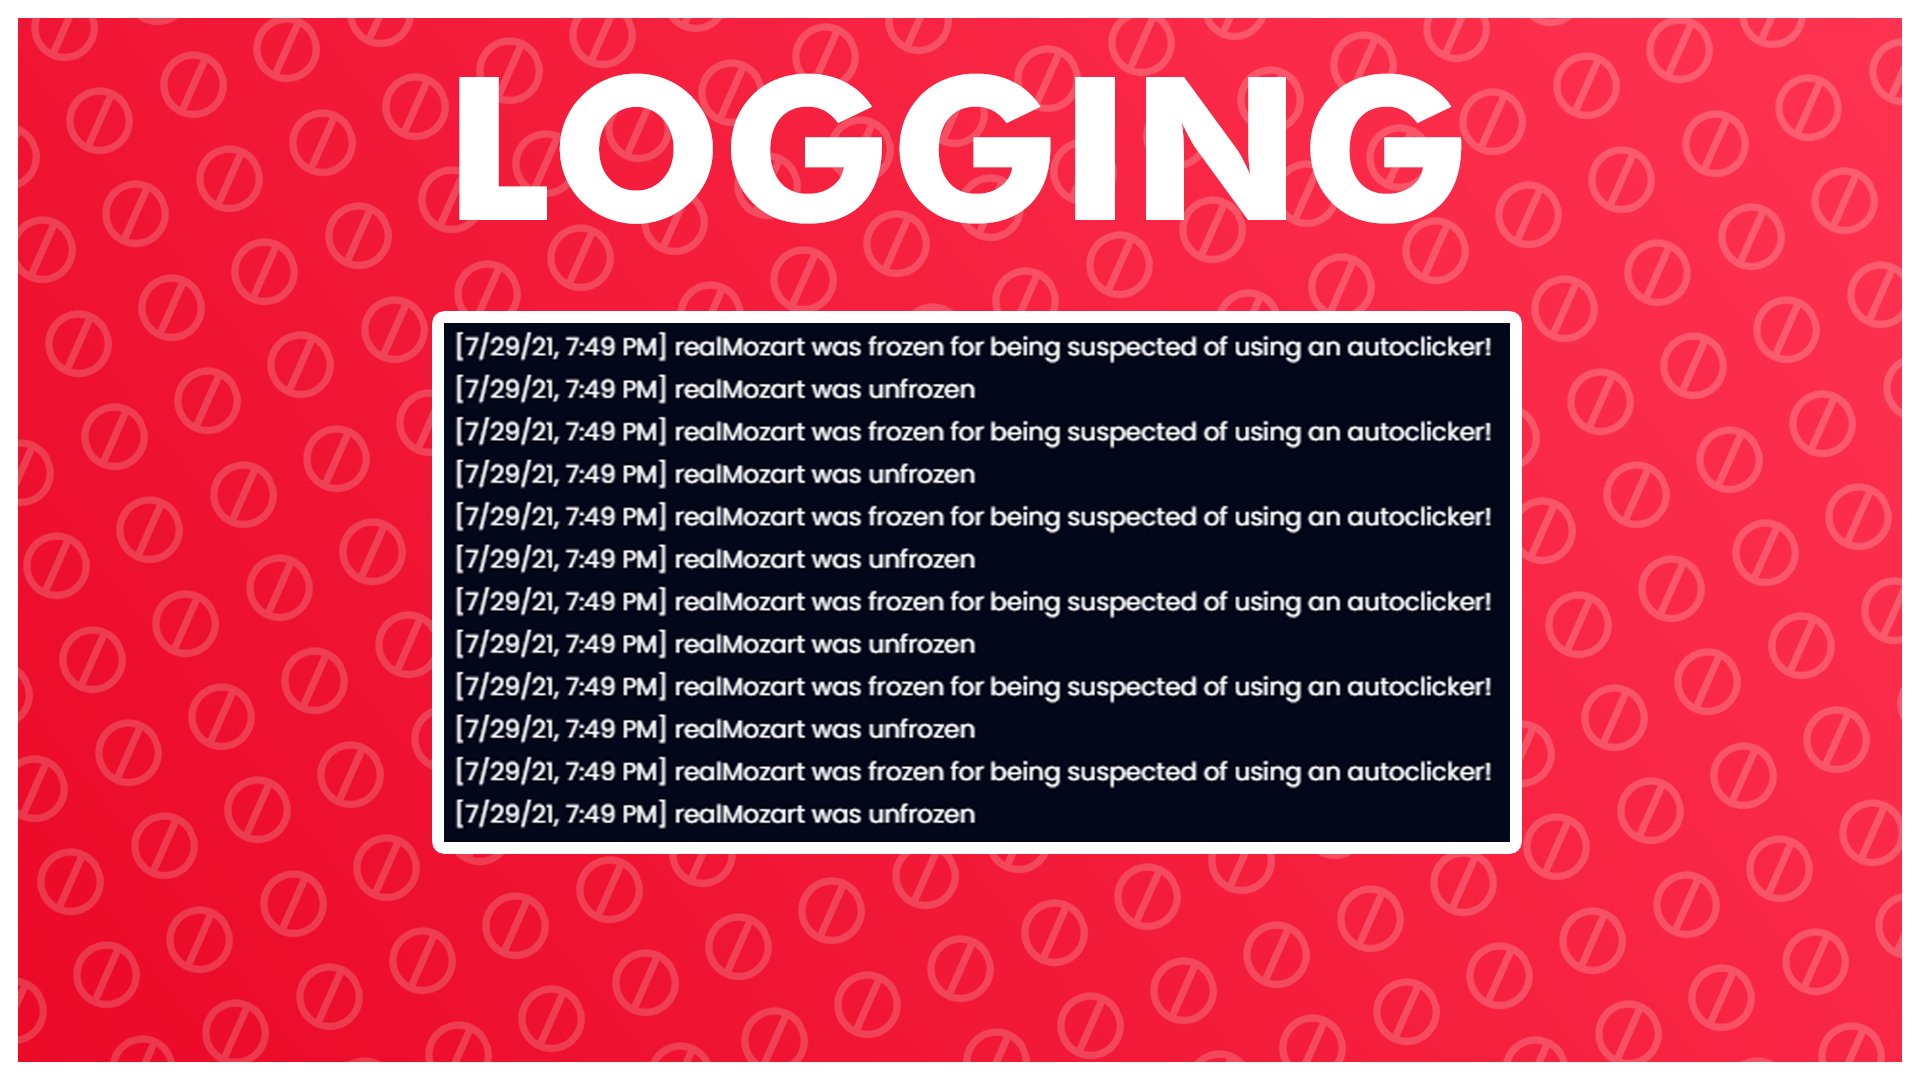 LOGGING
[7/29/21, 7:49 PM] realMozart was frozen for being suspected of using an autoclicker!
[7/29/21, 7:49 PM] realMozart was unfrozen
[7/29/21, 7:49 PM] realMozart was frozen for being suspected of using an autoclicker!
[7/29/21, 7:49 PM] realMozart was unfrozen
[7/29/21, 7:49 PM] realMozart was frozen for being suspected of using an autoclicker!
[7/29/21, 7:49 PM] realMozart was unfrozen
[7/29/21, 7:49 PM] realMozart was frozen for being suspected of using an autoclicker!
[7/29/21, 7:49 PM] realMozart was unfrozen
[7/29/21, 7:49 PM] realMozart was frozen for being suspected of using an autoclicker!
[7/29/21, 7:49 PM] realMozart was unfrozen
[7/29/21, 7:49 PM] realMozart was frozen for being suspected of using an autoclicker!
[7/29/21, 7:49 PM] realMozart was unfrozen